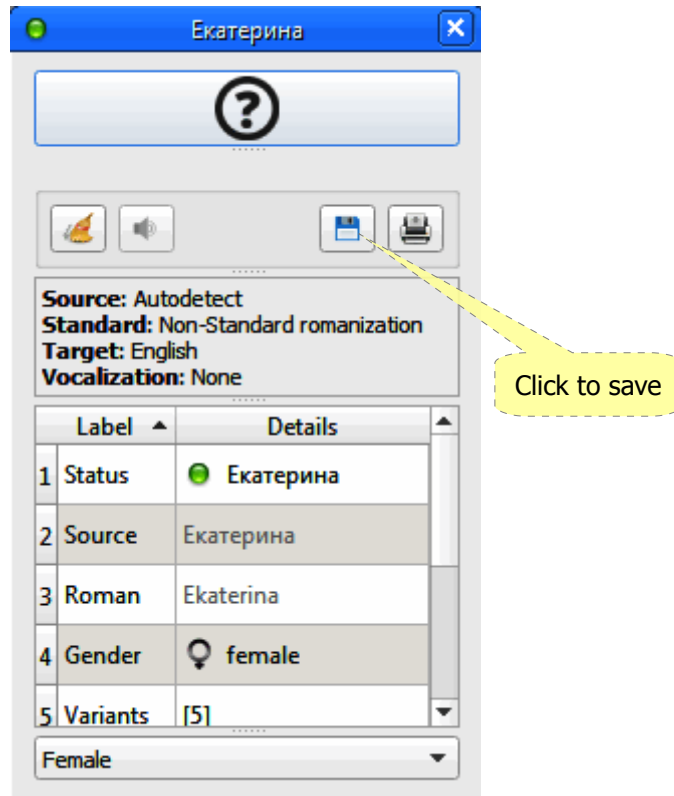 Екатерина
?
Source: Autodetect
Standard: Non-Standard romanization
Target: English
Vocalization: None
Click to save
Label Details
1 Status Екатерина
2 Source Екатерина
3 Roman Ekaterina
4 Gender female
5 Variants [5]
Female